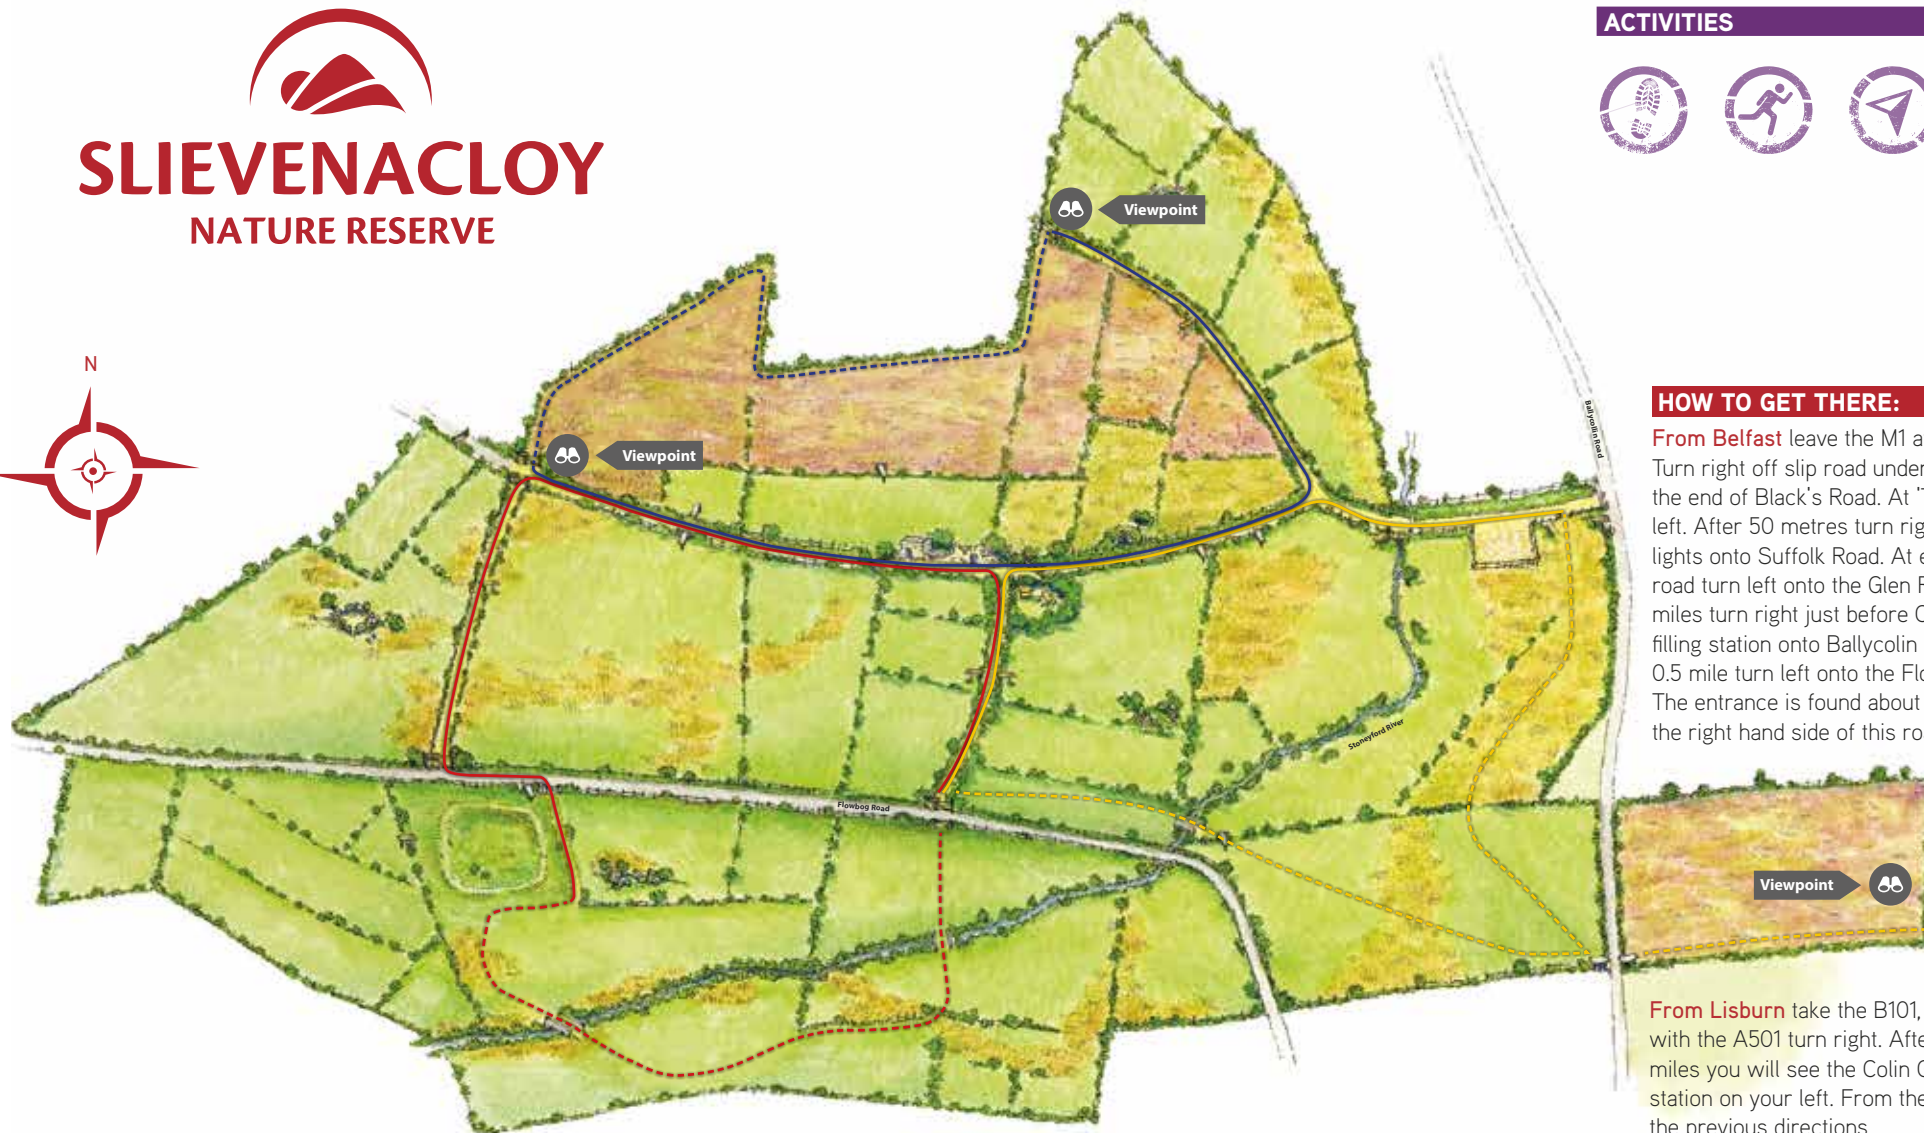 SLIEVENACLOY
NATURE RESERVE
N
ACTIVITIES
Viewpoint
Viewpoint
Ballycollin Road
Stoneyford River
Flowbog Road
Viewpoint
HOW TO GET THERE:
From Belfast leave the M1 a
Turn right off slip road under
the end of Black's Road. At 'T
left. After 50 metres turn rig
lights onto Suffolk Road. At e
road turn left onto the Glen R
miles turn right just before C
filling station onto Ballycolin
0.5 mile turn left onto the Flo
The entrance is found about
the right hand side of this ro
From Lisburn take the B101,
with the A501 turn right. Afte
miles you will see the Colin G
station on your left. From the
the previous directions